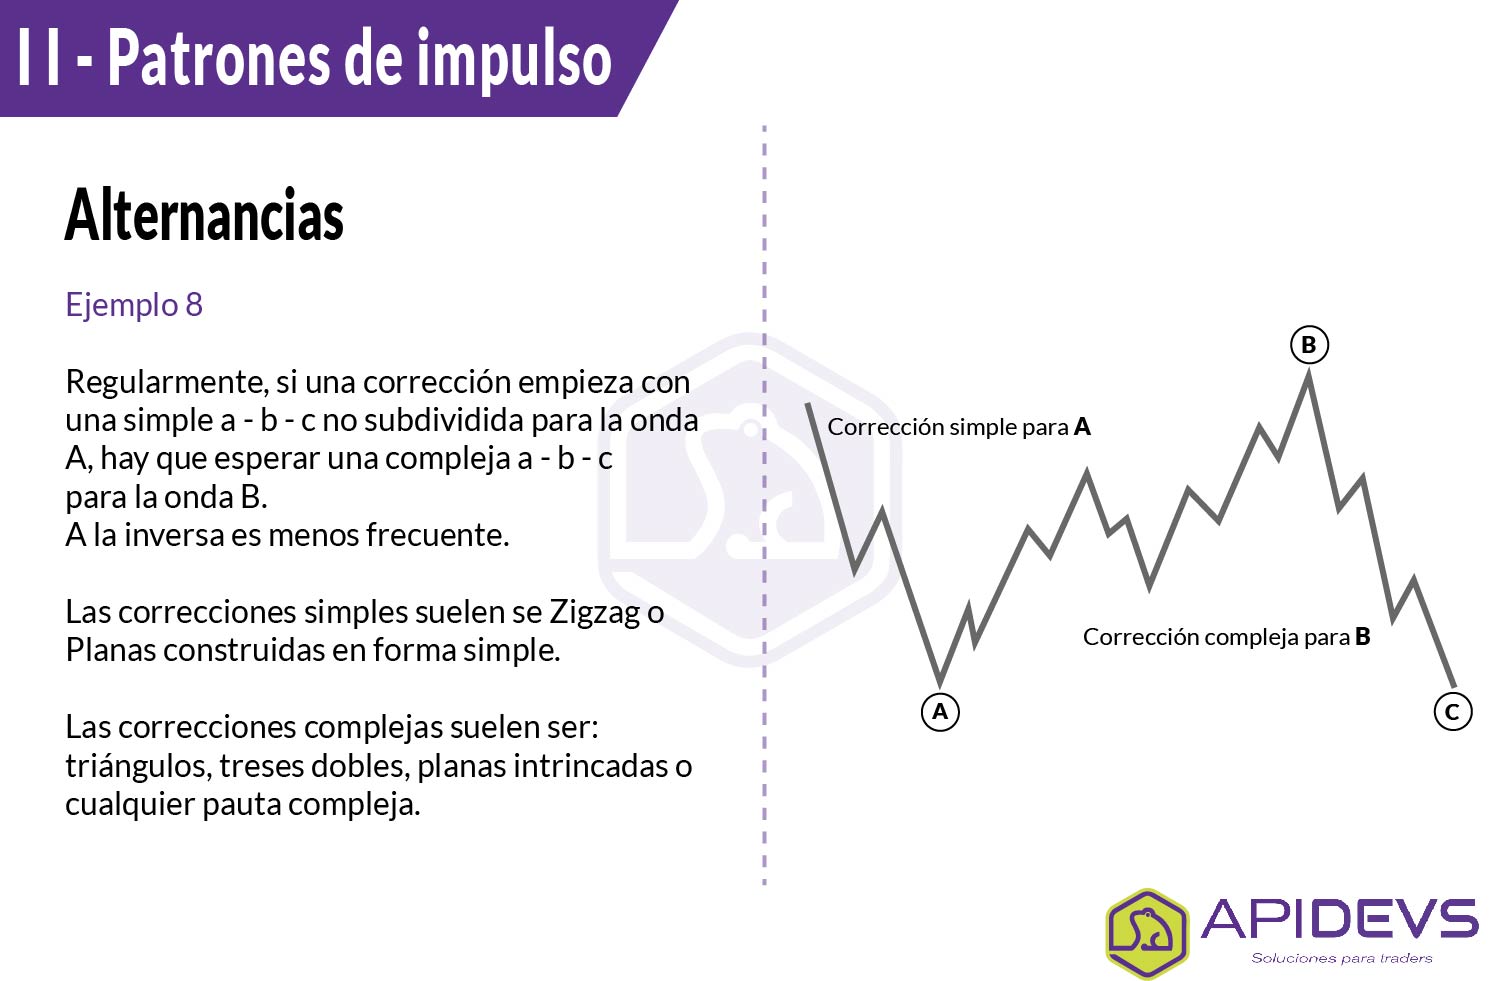 I I - Patrones de impulso
Alternancias
Ejemplo 8
Regularmente, si una corrección empieza con
una simple a - b - c no subdividida para la onda
A, hay que esperar una compleja a - b - c
para la onda B.
A la inversa es menos frecuente.
Las correcciones simples suelen se Zigzag o
Planas construidas en forma simple.
Las correcciones complejas suelen ser:
triángulos, treses dobles, planas intrincadas o
cualquier pauta compleja.
B
Corrección simple para A
Corrección compleja para B
A
C
APIDEVS
Soluciones para traders